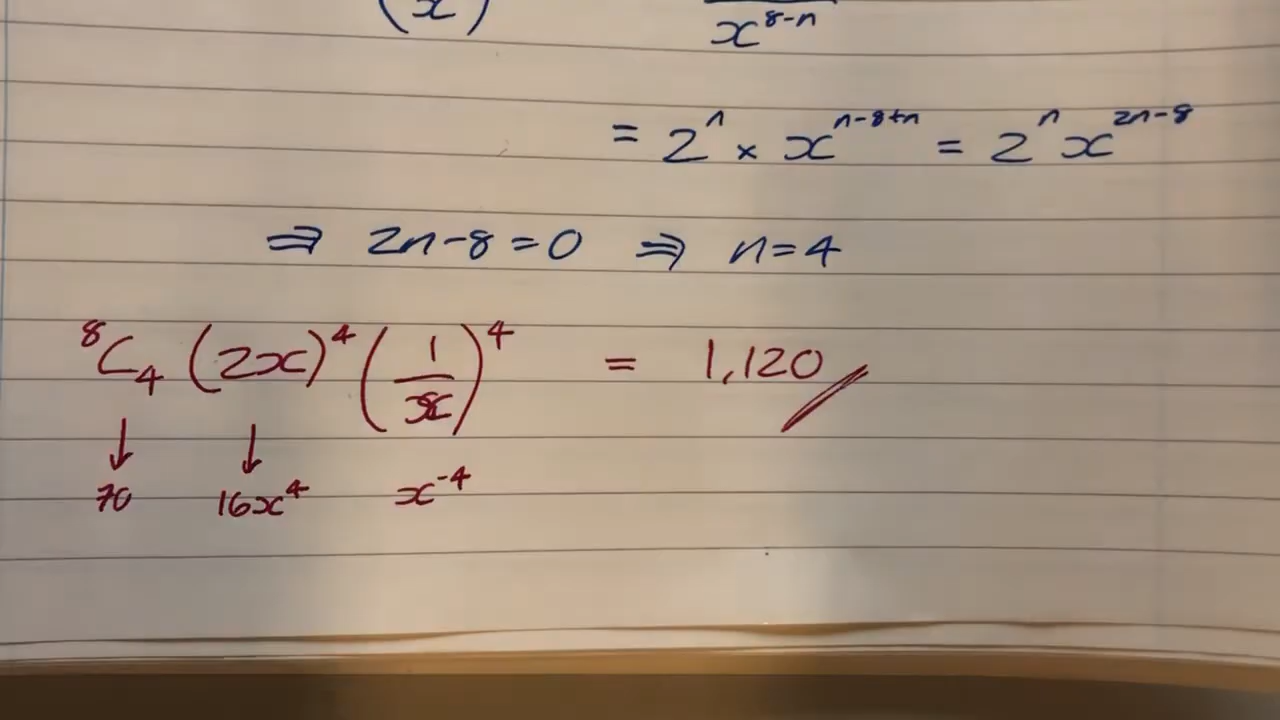 (x) x^{8-n}
= 2^n × x^{n-8+n} = 2^n x^{2n-8}
⇒ 2n-8=0 ⇒ n=4
⁸C₄ (2x)⁴ (1/x)⁴ = 1,120
↓ ↓
70 16x⁴ x⁻⁴